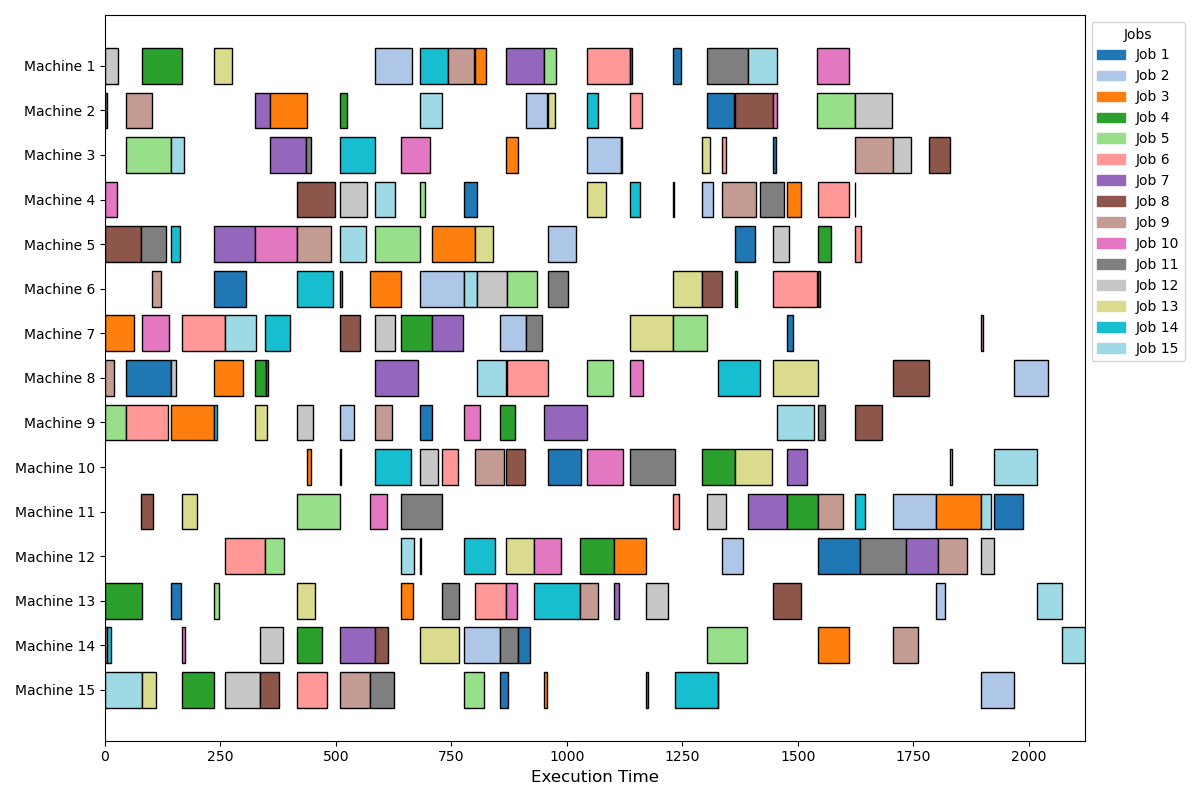 Machine 1
Machine 2
Machine 3
Machine 4
Machine 5
Machine 6
Machine 7
Machine 8
Machine 9
Machine 10
Machine 11
Machine 12
Machine 13
Machine 14
Machine 15
0 250 500 750 1000 1250 1500 1750 2000
Execution Time
Jobs
Job 1
Job 2
Job 3
Job 4
Job 5
Job 6
Job 7
Job 8
Job 9
Job 10
Job 11
Job 12
Job 13
Job 14
Job 15